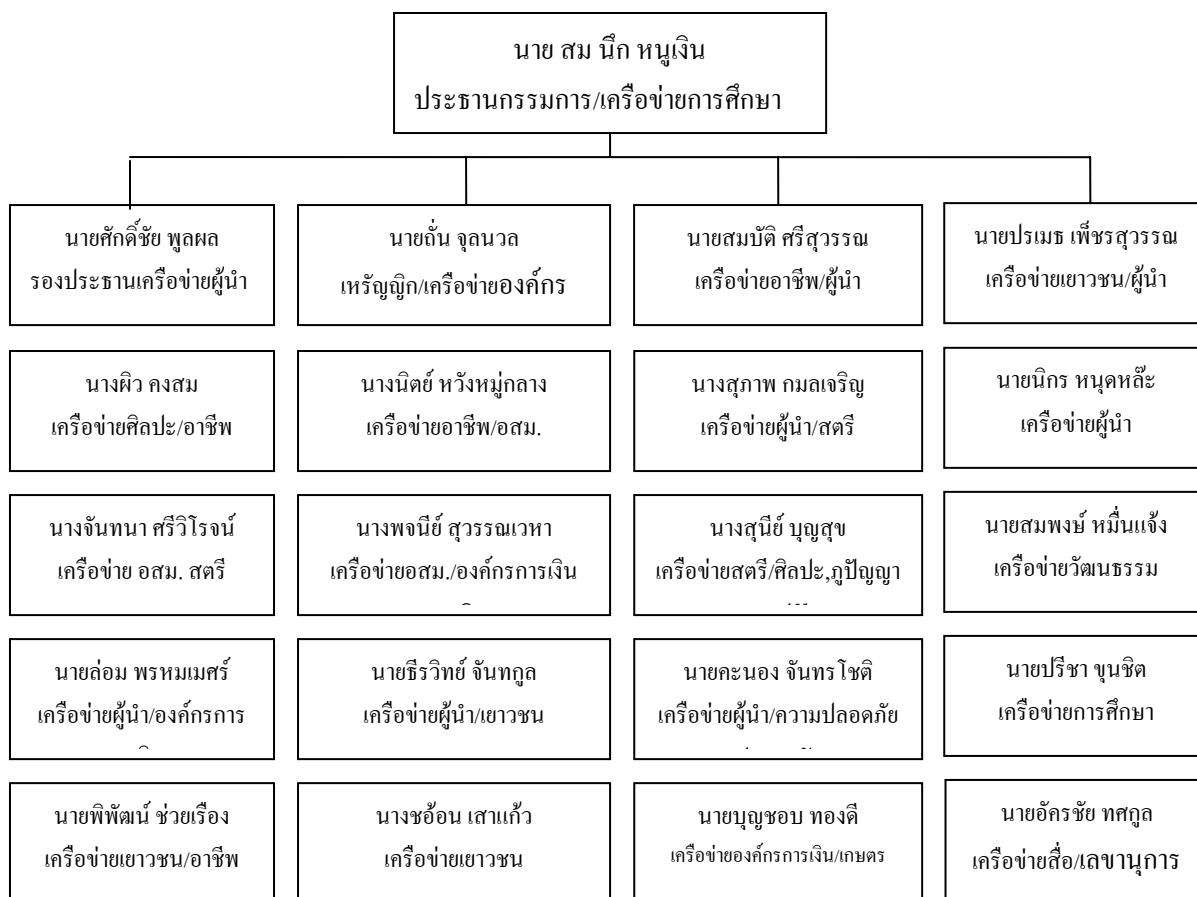 นาย สม นึก หนูเงิน
ประธานกรรมการ/เครือข่ายการศึกษา
นายศักดิ์ชัย พูลผล
รองประธานเครือข่ายผู้นำ
นายถั่น จุลนวล
เหรัญญิก/เครือข่ายองค์กร
นายสมบัติ ศรีสุวรรณ
เครือข่ายอาชีพ/ผู้นำ
นายปรเมธ เพ็ชรสุวรรณ
เครือข่ายเยาวชน/ผู้นำ
นางผิว คงสม
เครือข่ายศิลปะ/อาชีพ
นางนิตย์ หวังหมู่กลาง
เครือข่ายอาชีพ/อสม.
นางสุภาพ กมลเจริญ
เครือข่ายผู้นำ/สตรี
นายนิกร หนุดหล๊ะ
เครือข่ายผู้นำ
นางจันทนา ศรีวิโรจน์
เครือข่าย อสม. สตรี
นางพจนีย์ สุวรรณเวหา
เครือข่ายอสม./องค์กรการเงิน
นางสุนีย์ บุญสุข
เครือข่ายสตรี/ศิลปะ,ภูปัญญา
นายสมพงษ์ หมื่นแจ้ง
เครือข่ายวัฒนธรรม
นายล่อม พรหมเมศร์
เครือข่ายผู้นำ/องค์กรการ
นายธีรวิทย์ จันทกูล
เครือข่ายผู้นำ/เยาวชน
นายคะนอง จันทรโชติ
เครือข่ายผู้นำ/ความปลอดภัย
นายปรีชา ขุนชิต
เครือข่ายการศึกษา
นายพิพัฒน์ ช่วยเรือง
เครือข่ายเยาวชน/อาชีพ
นางชอ้อน เสาแก้ว
เครือข่ายเยาวชน
นายบุญชอบ ทองดี
เครือข่ายองค์กรการเงิน/เกษตร
นายอัครชัย ทศกูล
เครือข่ายสื่อ/เลขานุการ